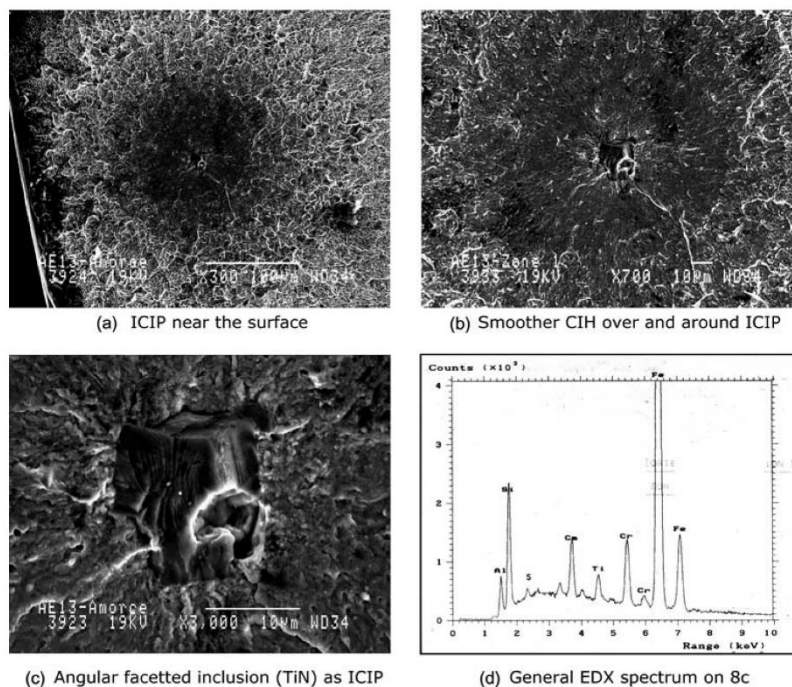 AE13-Amorce
3924 19KV X300 100µm WD34
(a) ICIP near the surface
AE13-Zone 1
3933 19KV X700 10µm WD34
(b) Smoother CIH over and around ICIP
AE13-Amorce
3923 19KV X3,000 10µm WD34
(c) Angular facetted inclusion (TiN) as ICIP
Counts (×10³)
Fe
4
3
2
1
0
Si
Al
S
Ca
Ti
Cr
Cr
Fe
0 1 2 3 4 5 6 7 8 9 10
Range (keV)
(d) General EDX spectrum on 8c